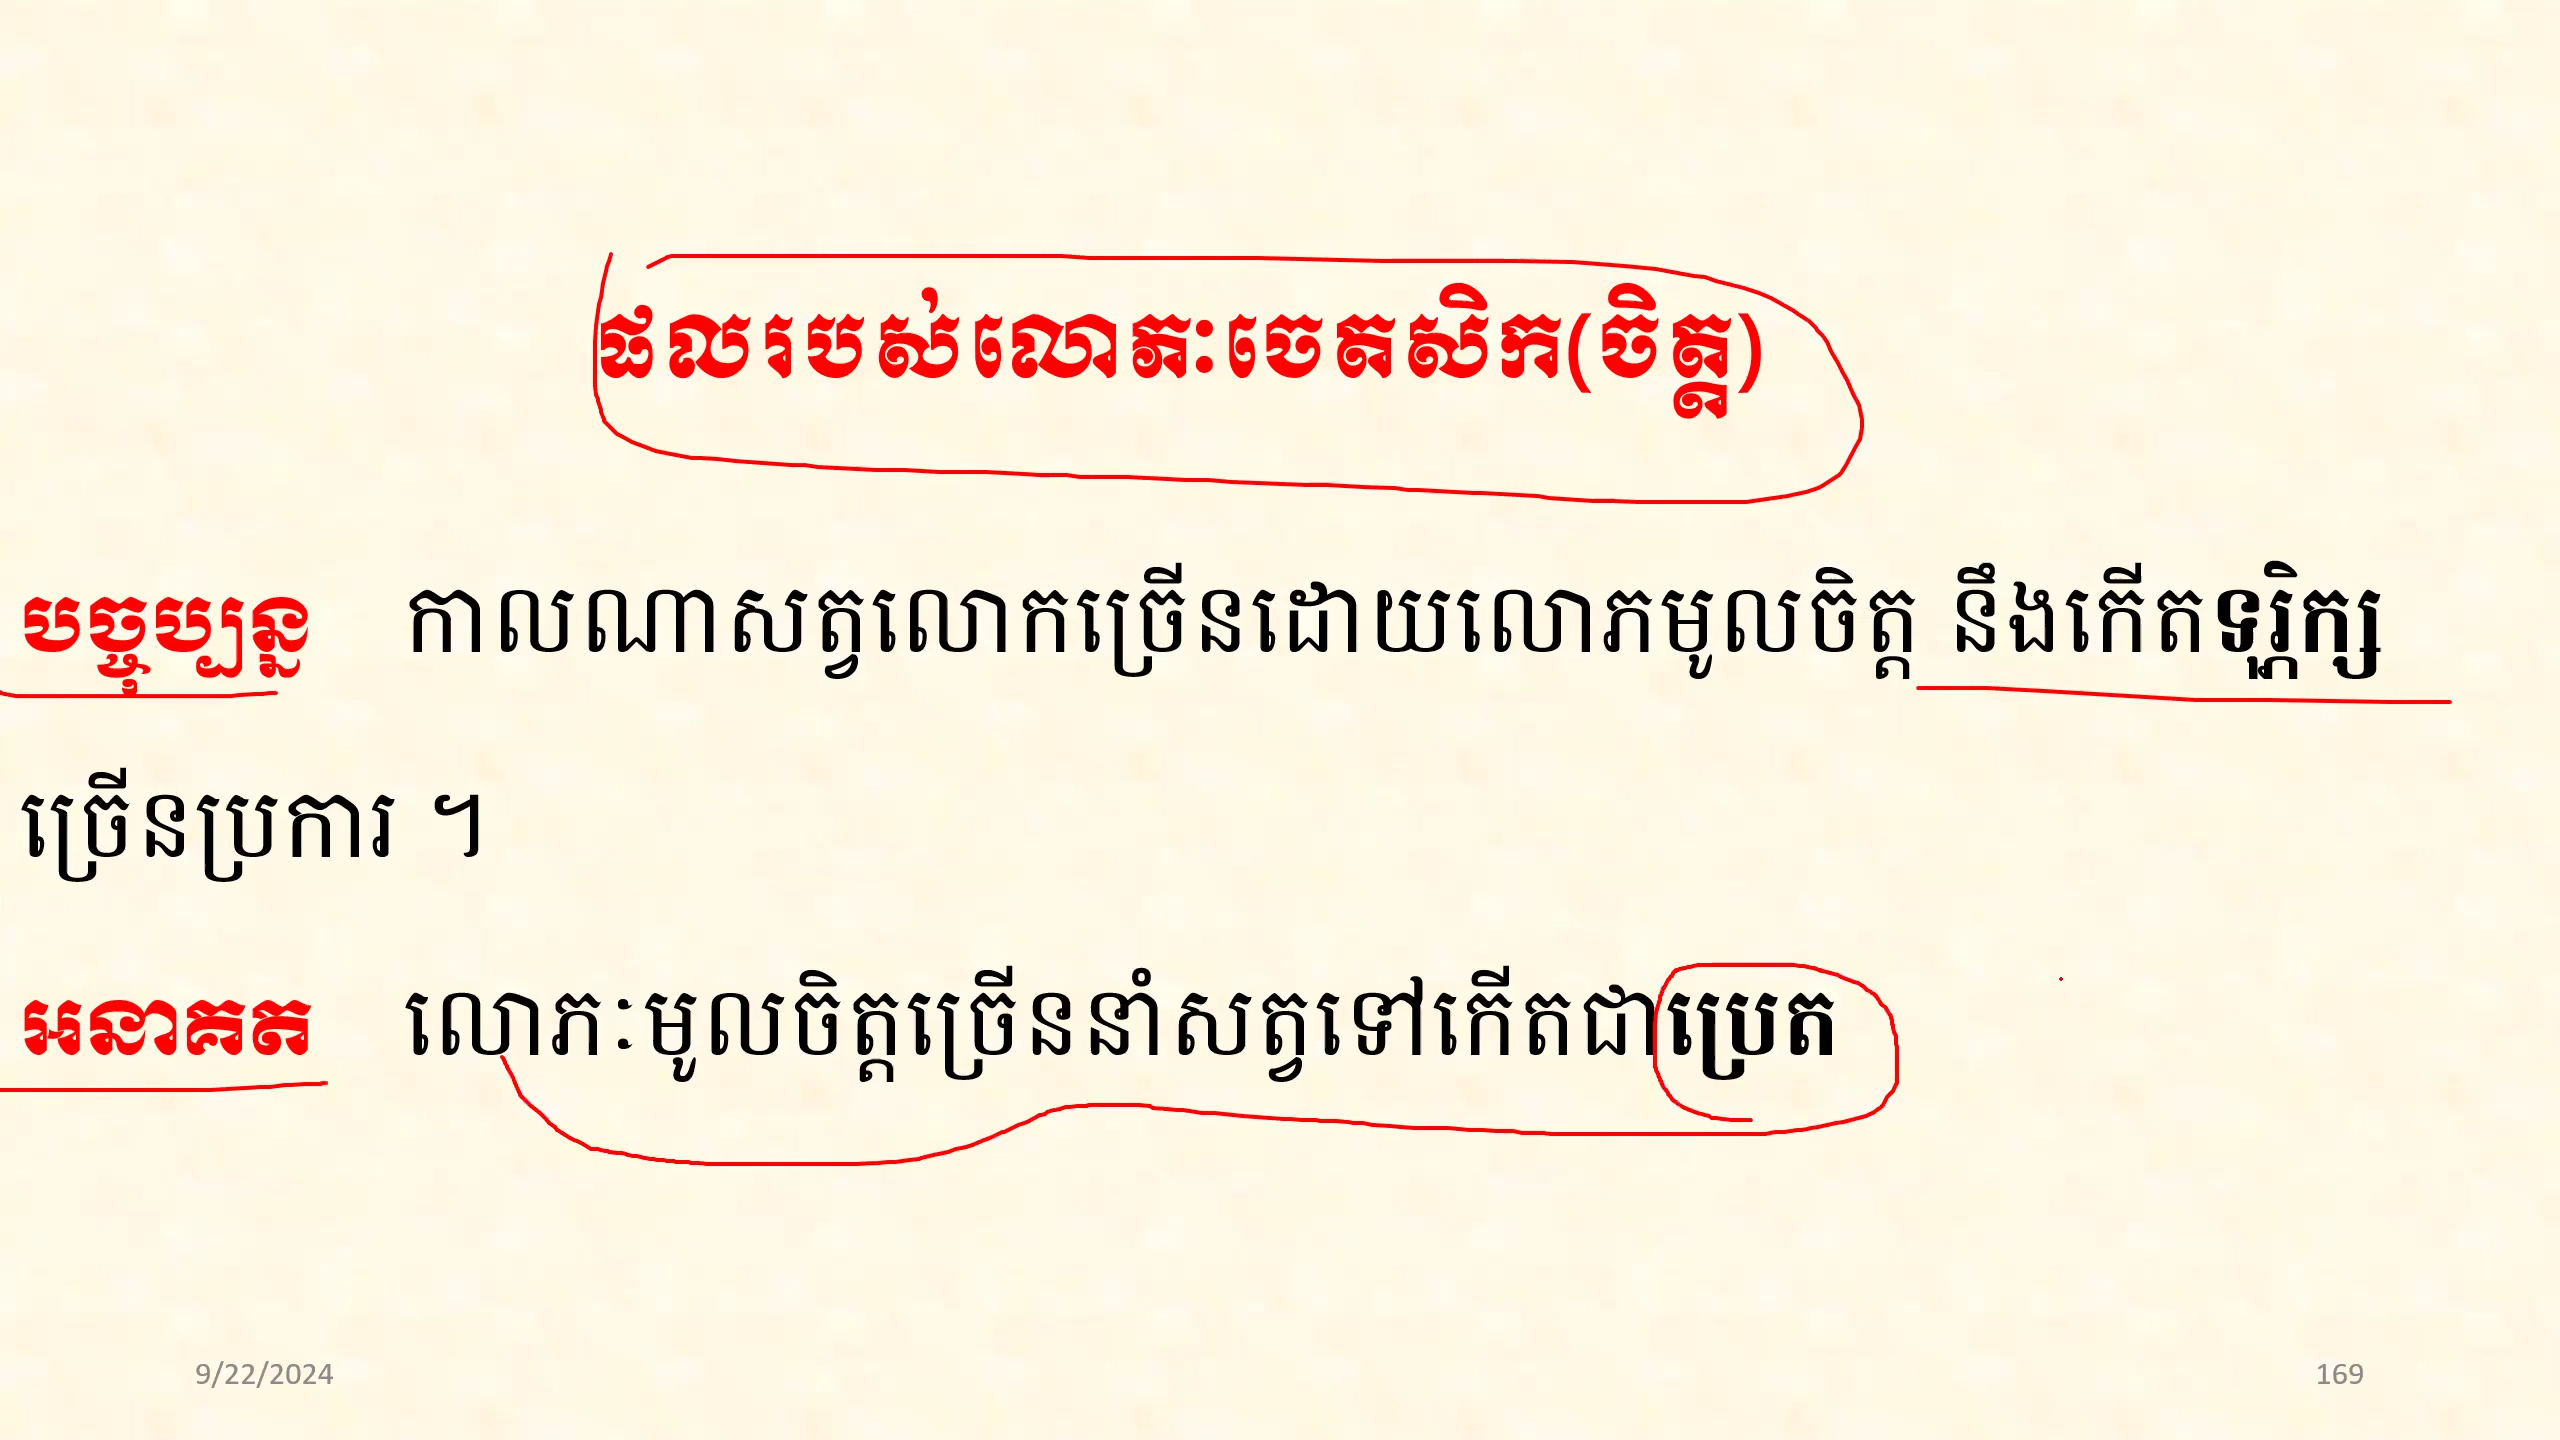 ផលរបស់លោភៈចេតសិក(ចិត្ត)
បច្ចុប្បន្ន កាលណាសត្វលោកច្រើនដោយលោភមូលចិត្ត នឹងកើតទុរ្ភិក្ស
ច្រើនប្រការ ។
អនាគត លោភៈមូលចិត្តច្រើននាំសត្វទៅកើតជាប្រេត
9/22/2024 169